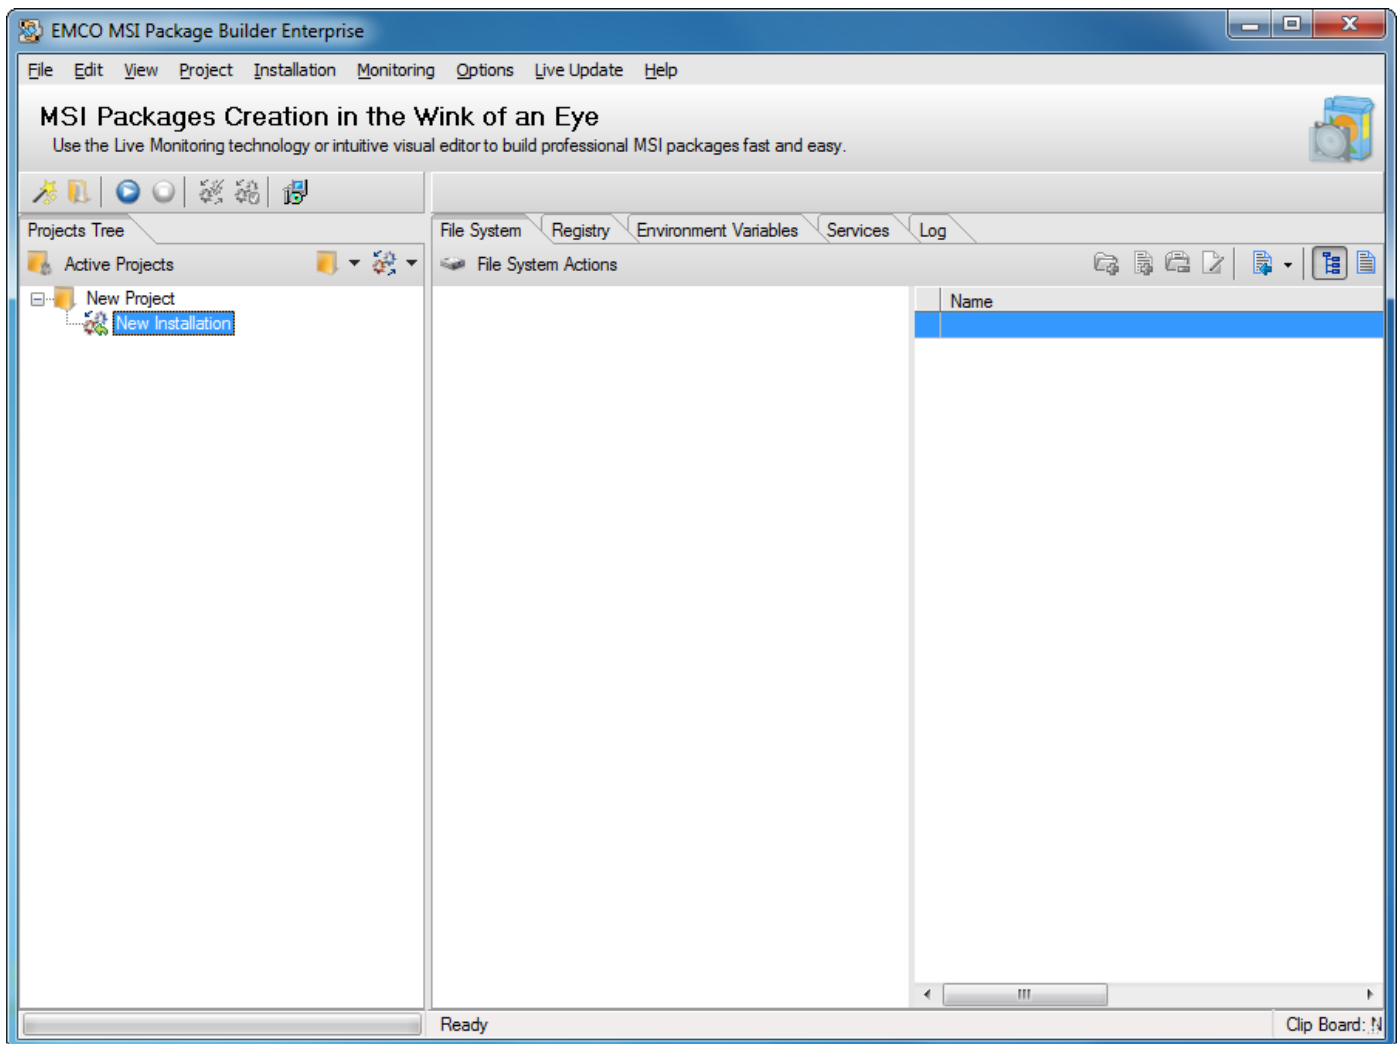 EMCO MSI Package Builder Enterprise
File Edit View Project Installation Monitoring Options Live Update Help
MSI Packages Creation in the Wink of an Eye
Use the Live Monitoring technology or intuitive visual editor to build professional MSI packages fast and easy.
Projects Tree
File System Registry Environment Variables Services Log
Active Projects
File System Actions
New Project
New Installation
Name
Ready
Clip Board: